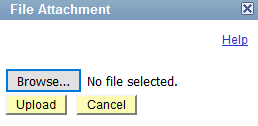 File Attachment
Help
Browse... No file selected.
Upload Cancel